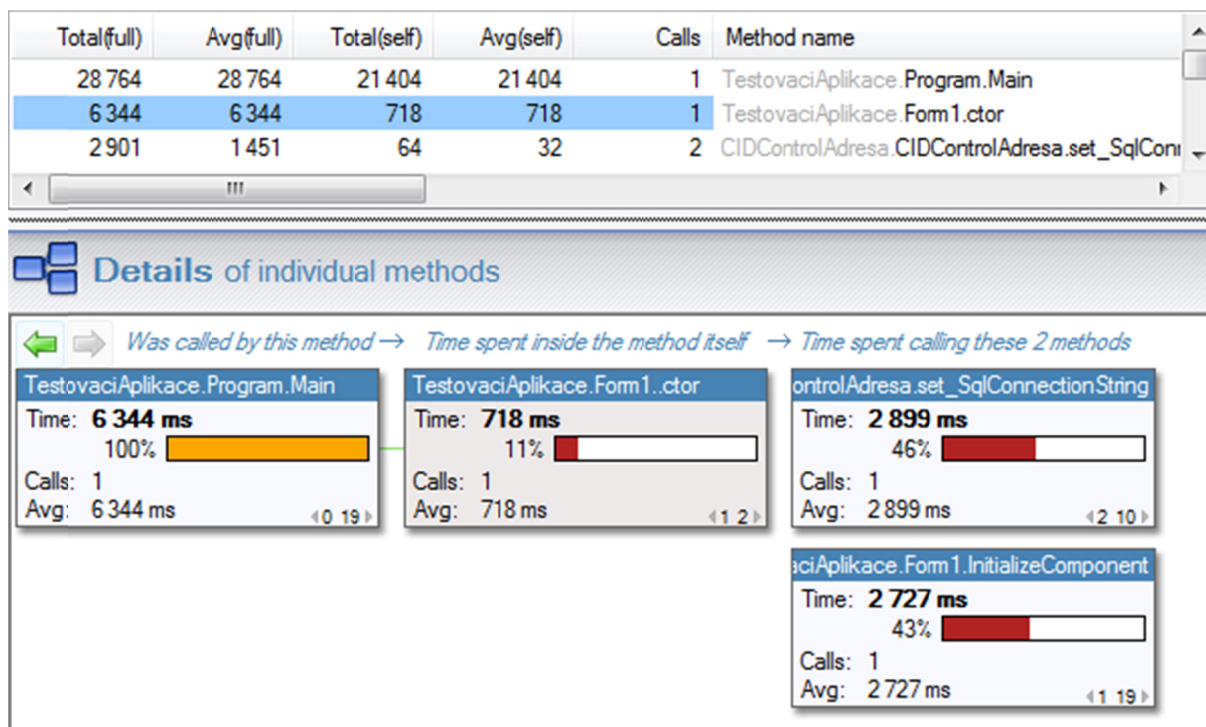 Total(full) Avg(full) Total(self) Avg(self) Calls Method name
28 764 28 764 21 404 21 404 1 TestovaciAplikace.Program.Main
6 344 6 344 718 718 1 TestovaciAplikace.Form1.ctor
2 901 1 451 64 32 2 CIDControlAdresa.CIDControlAdresa.set_SqlConn
Details of individual methods
Was called by this method → Time spent inside the method itself → Time spent calling these 2 methods
TestovaciAplikace.Program.Main TestovaciAplikace.Form1..ctor ontrolAdresa.set_SqlConnectionString
Time: 6 344 ms Time: 718 ms Time: 2 899 ms
100% 11% 46%
Calls: 1 Calls: 1 Calls: 1
Avg: 6 344 ms 0 19 Avg: 718 ms 1 2 Avg: 2 899 ms 2 10
aciAplikace.Form1.InitializeComponent
Time: 2 727 ms
43%
Calls: 1
Avg: 2 727 ms 1 19